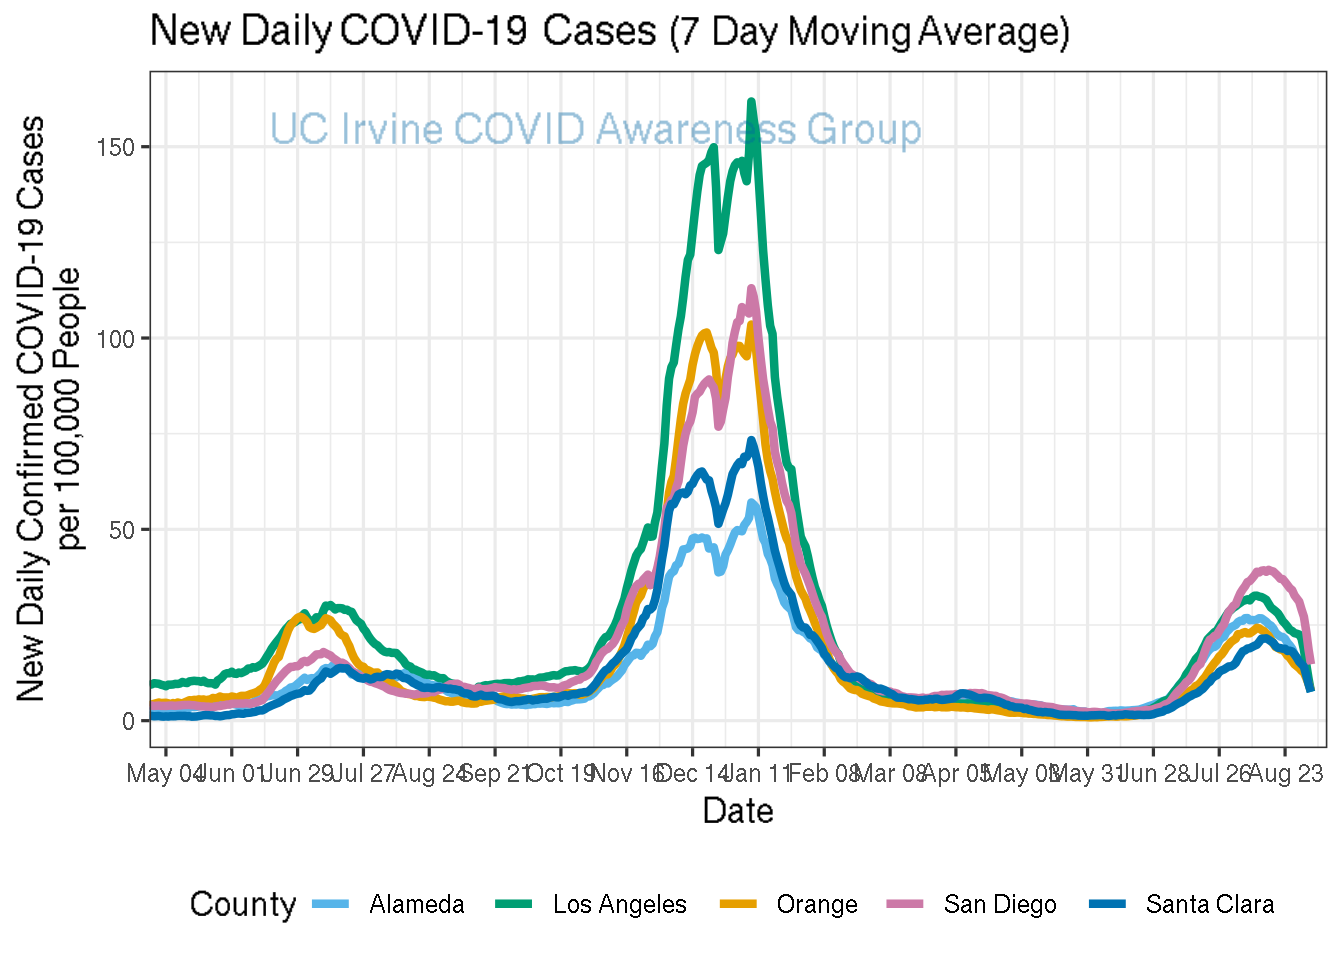 New Daily COVID-19 Cases (7 Day Moving Average)
UC Irvine COVID Awareness Group
New Daily Confirmed COVID-19 Cases
per 100,000 People
150
100
50
0
May 04 Jun 01 Jun 29 Jul 27 Aug 24 Sep 21 Oct 19 Nov 16 Dec 14 Jan 11 Feb 08 Mar 08 Apr 05 May 03 May 31 Jun 28 Jul 26 Aug 23
Date
County Alameda Los Angeles Orange San Diego Santa Clara